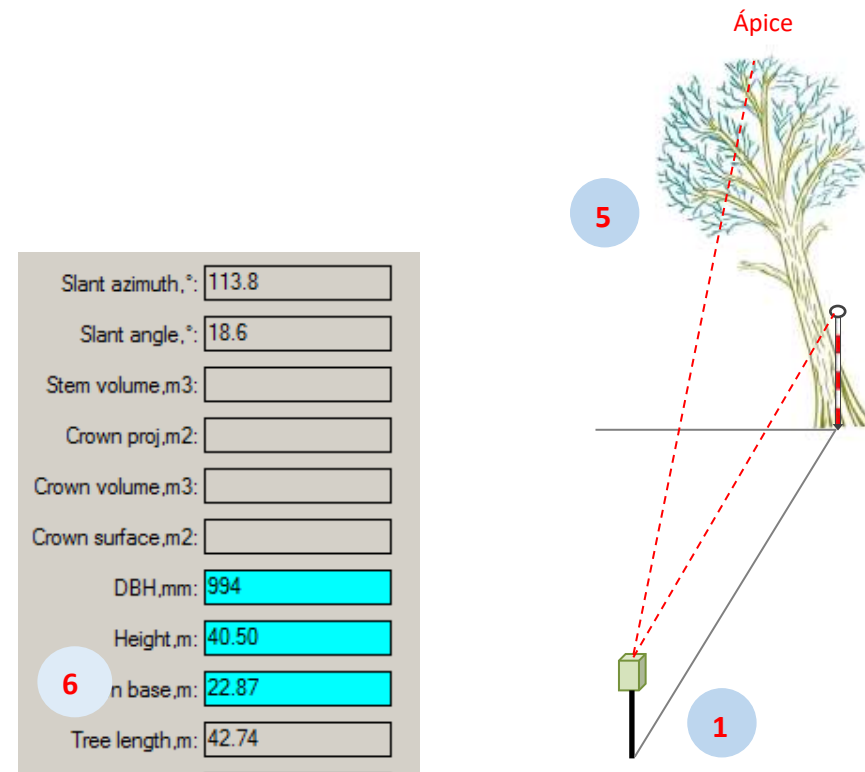 Ápice
5
Slant azimuth,°: 113.8
Slant angle,°: 18.6
Stem volume,m3:
Crown proj,m2:
Crown volume,m3:
Crown surface,m2:
DBH,mm: 994
Height,m: 40.50
6 n base,m: 22.87
Tree length,m: 42.74
1